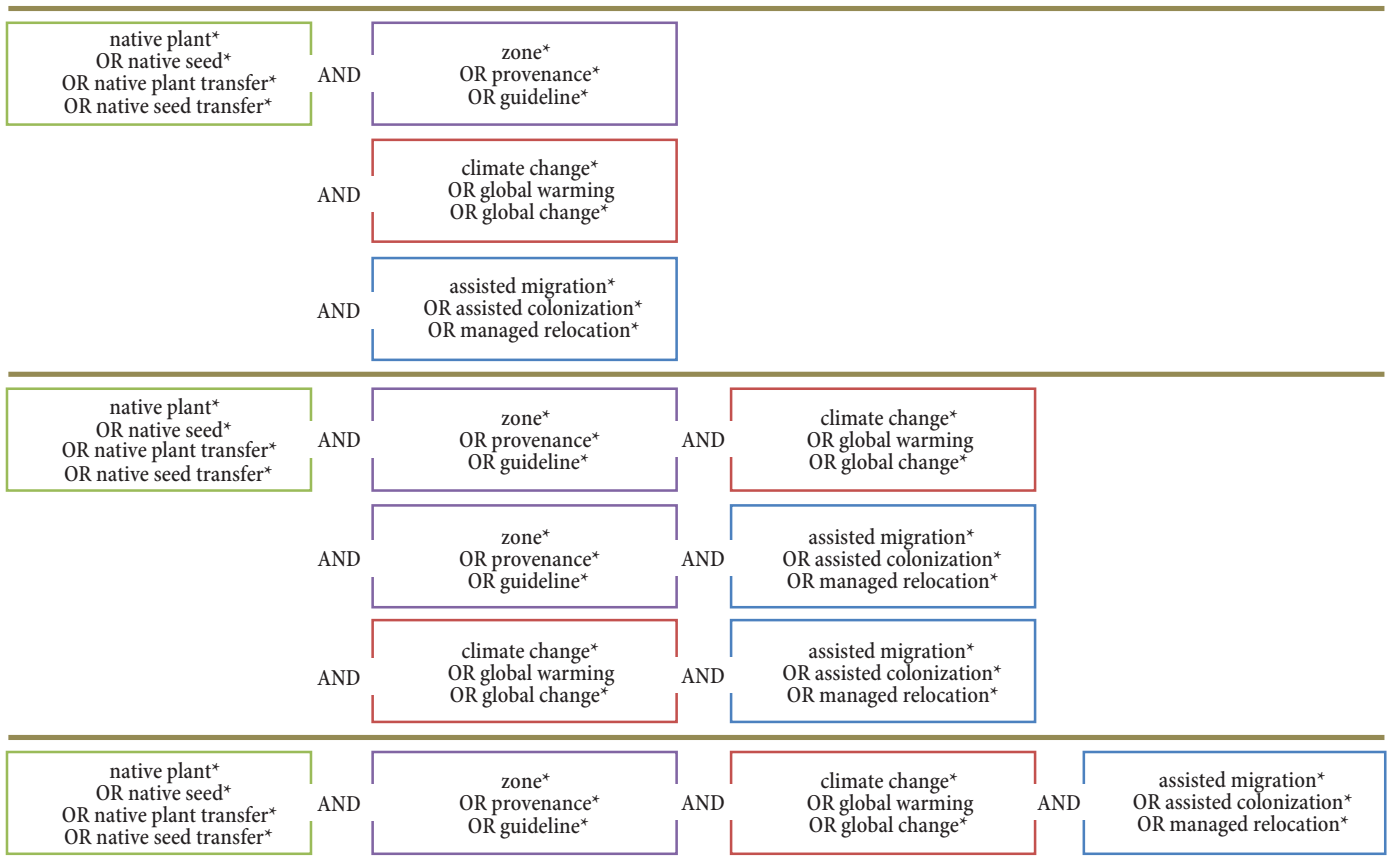 native plant*
OR native seed*
OR native plant transfer*
OR native seed transfer*
AND
zone*
OR provenance*
OR guideline*
AND
climate change*
OR global warming
OR global change*
AND
assisted migration*
OR assisted colonization*
OR managed relocation*
native plant*
OR native seed*
OR native plant transfer*
OR native seed transfer*
AND
zone*
OR provenance*
OR guideline*
AND
climate change*
OR global warming
OR global change*
AND
zone*
OR provenance*
OR guideline*
AND
assisted migration*
OR assisted colonization*
OR managed relocation*
AND
climate change*
OR global warming
OR global change*
AND
assisted migration*
OR assisted colonization*
OR managed relocation*
native plant*
OR native seed*
OR native plant transfer*
OR native seed transfer*
AND
zone*
OR provenance*
OR guideline*
AND
climate change*
OR global warming
OR global change*
AND
assisted migration*
OR assisted colonization*
OR managed relocation*